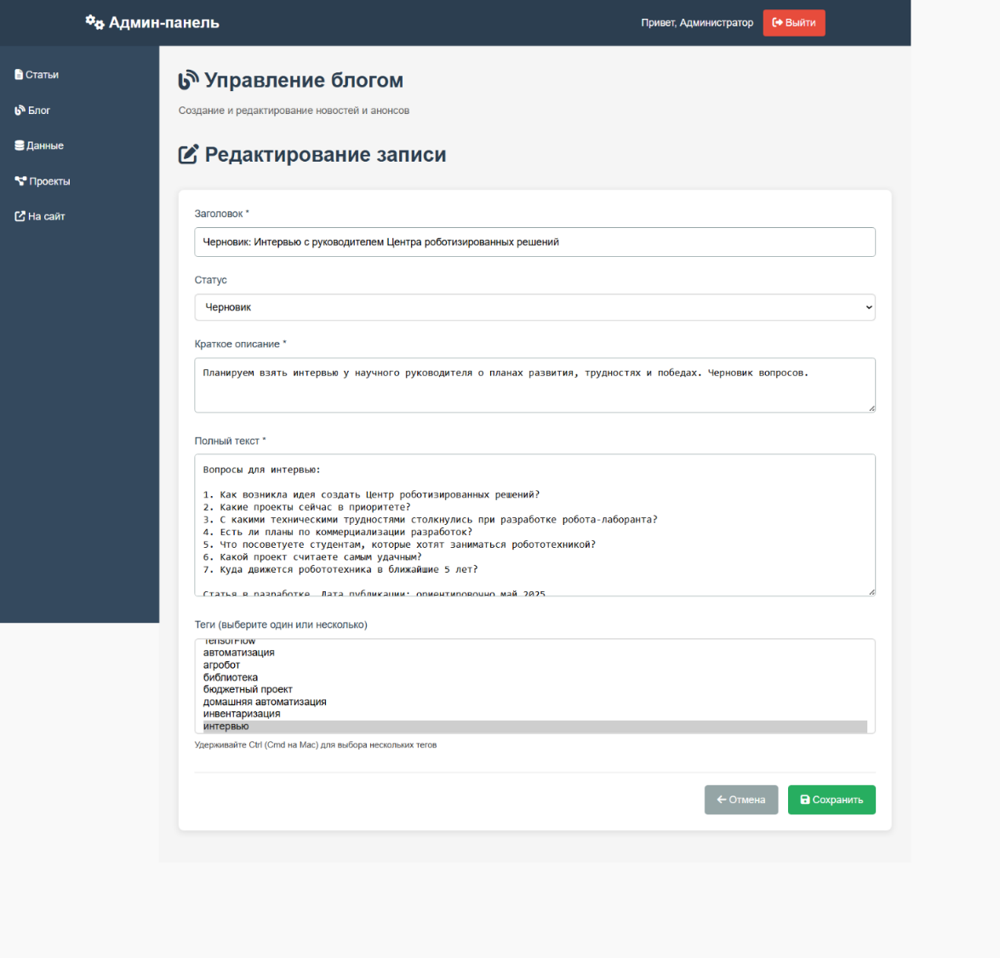 Админ-панель
Привет, Администратор
Выйти
Статьи
Блог
Данные
Проекты
На сайт
Управление блогом
Создание и редактирование новостей и анонсов
Редактирование записи
Заголовок *
Черновик: Интервью с руководителем Центра роботизированных решений
Статус
Черновик
Краткое описание *
Планируем взять интервью у научного руководителя о планах развития, трудностях и победах. Черновик вопросов.
Полный текст *
Вопросы для интервью:
1. Как возникла идея создать Центр роботизированных решений?
2. Какие проекты сейчас в приоритете?
3. С какими техническими трудностями столкнулись при разработке робота-лаборанта?
4. Есть ли планы по коммерциализации разработок?
5. Что посоветуете студентам, которые хотят заниматься робототехникой?
6. Какой проект считаете самым удачным?
7. Куда движется робототехника в ближайшие 5 лет?
Статья в разработке. Дата публикации: ориентировочно май 2025
Теги (выберите один или несколько)
TensorFlow
автоматизация
агробот
библиотека
бюджетный проект
домашняя автоматизация
инвентаризация
интервью
Удерживайте Ctrl (Cmd на Mac) для выбора нескольких тегов
Отмена
Сохранить